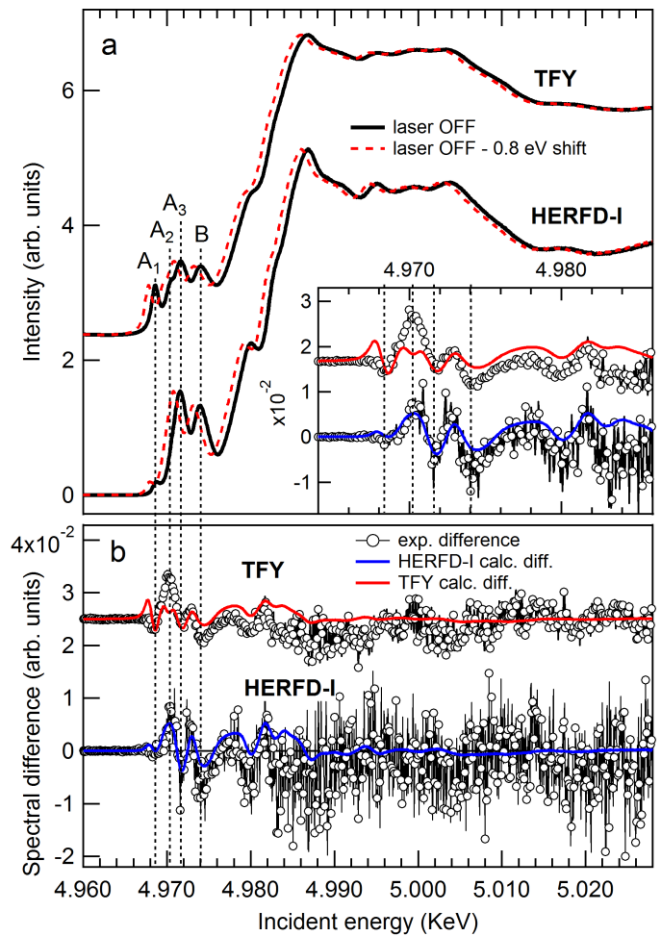 a
6
4
2
0
Intensity (arb. units)
TFY
laser OFF
laser OFF - 0.8 eV shift
HERFD-I
A₁
A₂
A₃
B
4.970
4.980
3
2
1
0
-1
x10⁻²
b
4x10⁻²
2
0
-1
-2
Spectral difference (arb. units)
exp. difference
HERFD-I calc. diff.
TFY calc. diff.
TFY
HERFD-I
4.960
4.970
4.980
4.990
5.000
5.010
5.020
Incident energy (KeV)